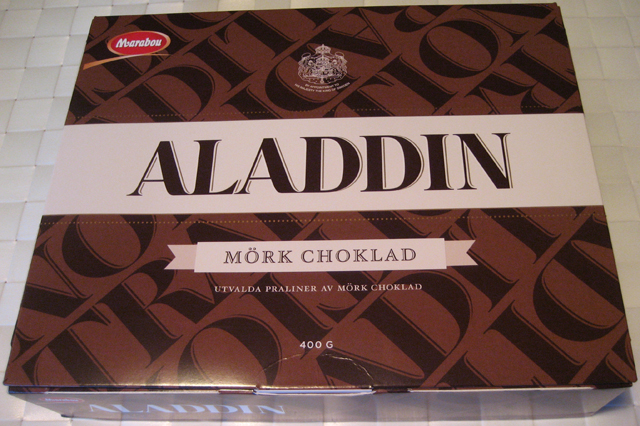 Marabou
ALADDIN
MÖRK CHOKLAD
UTVALDA PRALINER AV MÖRK CHOKLAD
400 G
ALADDIN